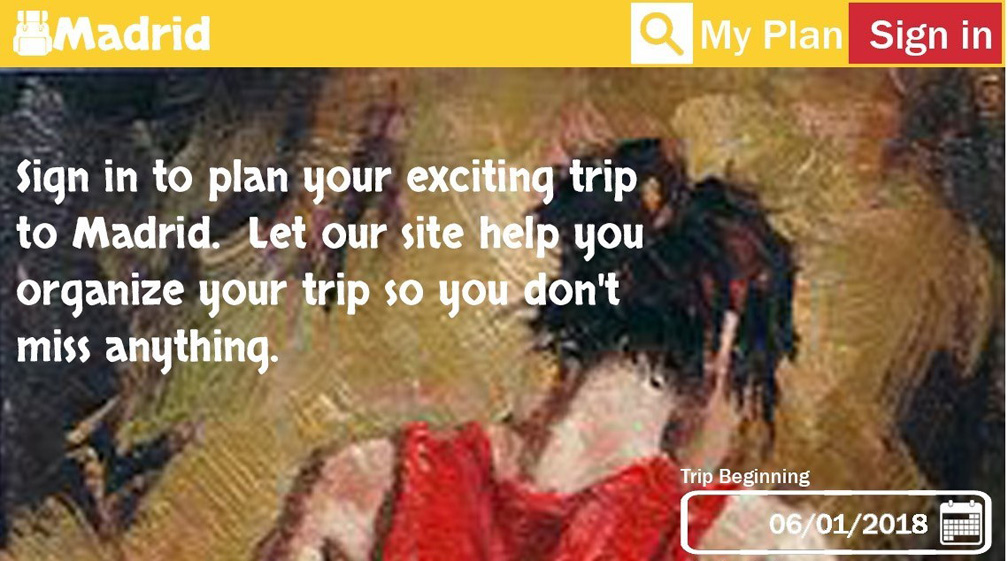 Madrid
My Plan
Sign in
Sign in to plan your exciting trip
to Madrid. Let our site help you
organize your trip so you don't
miss anything.
Trip Beginning
06/01/2018